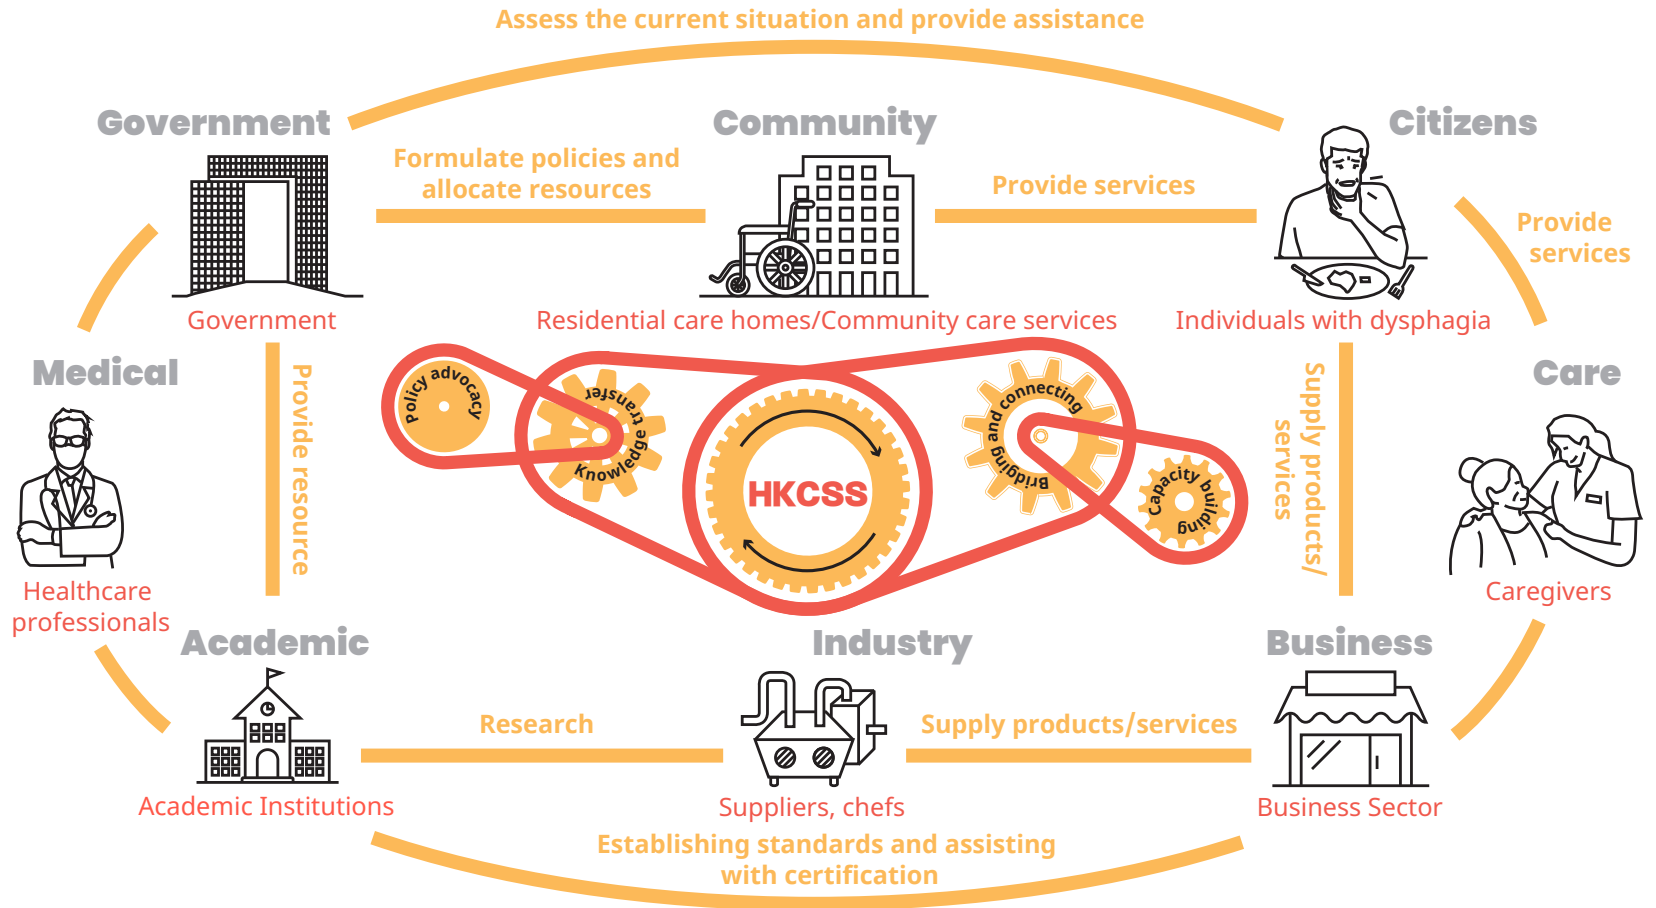 Assess the current situation and provide assistance
Government
Community
Citizens
Formulate policies and
allocate resources
Provide services
Provide
services
Government
Residential care homes/Community care services
Individuals with dysphagia
Medical
Care
Provide resource
Policy advocacy
Knowledge transfer
HKCSS
Bridging and connecting
Capacity building
Supply products/
services
Healthcare
professionals
Caregivers
Academic
Industry
Business
Research
Supply products/services
Academic Institutions
Suppliers, chefs
Business Sector
Establishing standards and assisting
with certification